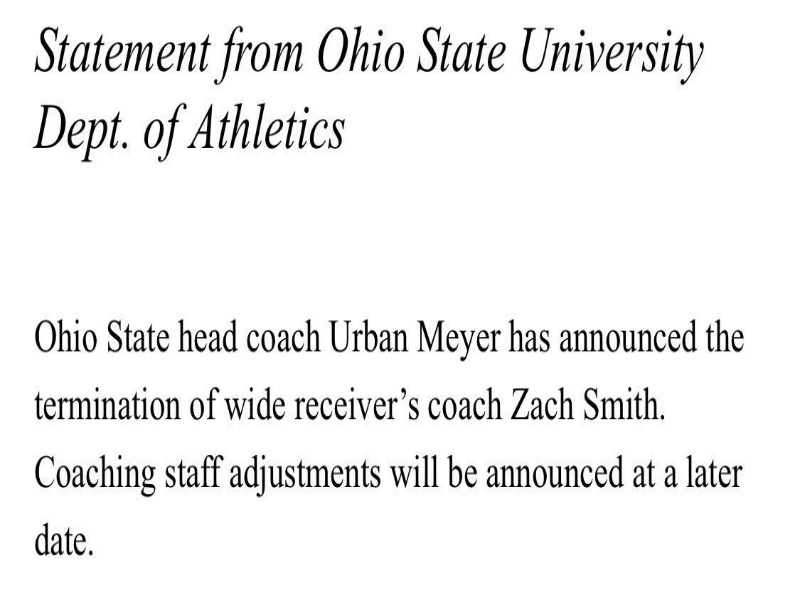 Statement from Ohio State University
Dept. of Athletics
Ohio State head coach Urban Meyer has announced the
termination of wide receiver’s coach Zach Smith.
Coaching staff adjustments will be announced at a later
date.